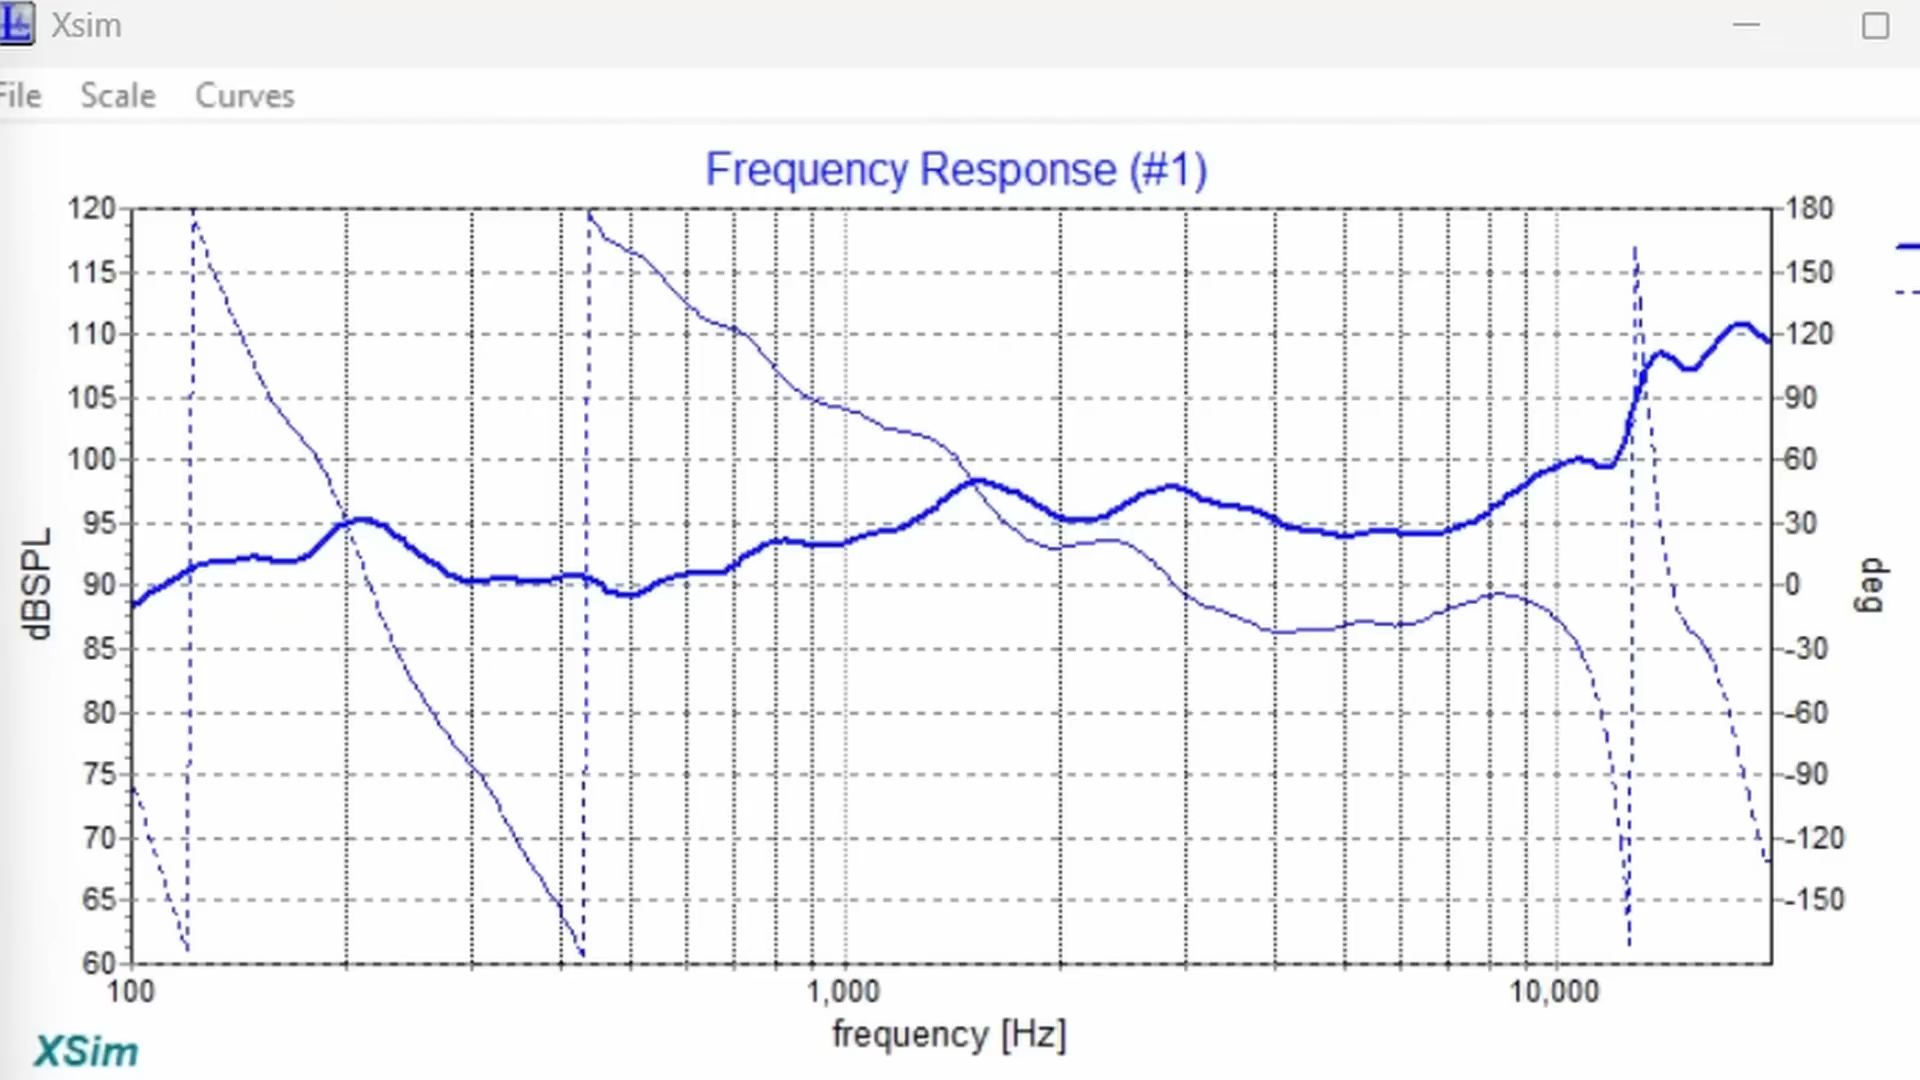 Xsim
File Scale Curves
Frequency Response (#1)
120 180
115 150
110 120
105 90
100 60
95 30
90 0
85 -30
80 -60
75 -90
70 -120
65 -150
60
dBSPL
deg
100 1,000 10,000
frequency [Hz]
XSim